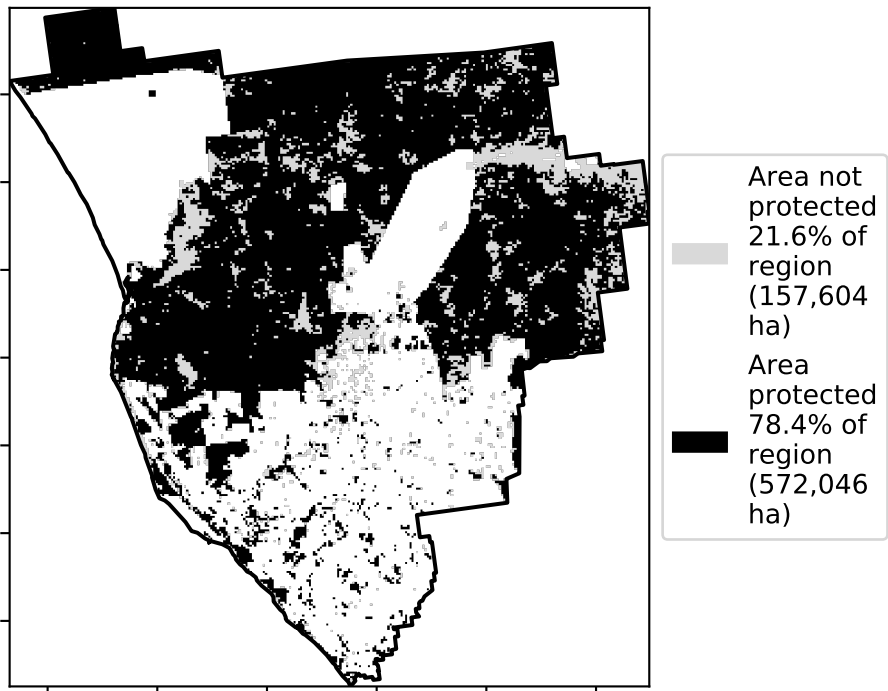 Area not
protected
21.6% of
region
(157,604
ha)
Area
protected
78.4% of
region
(572,046
ha)